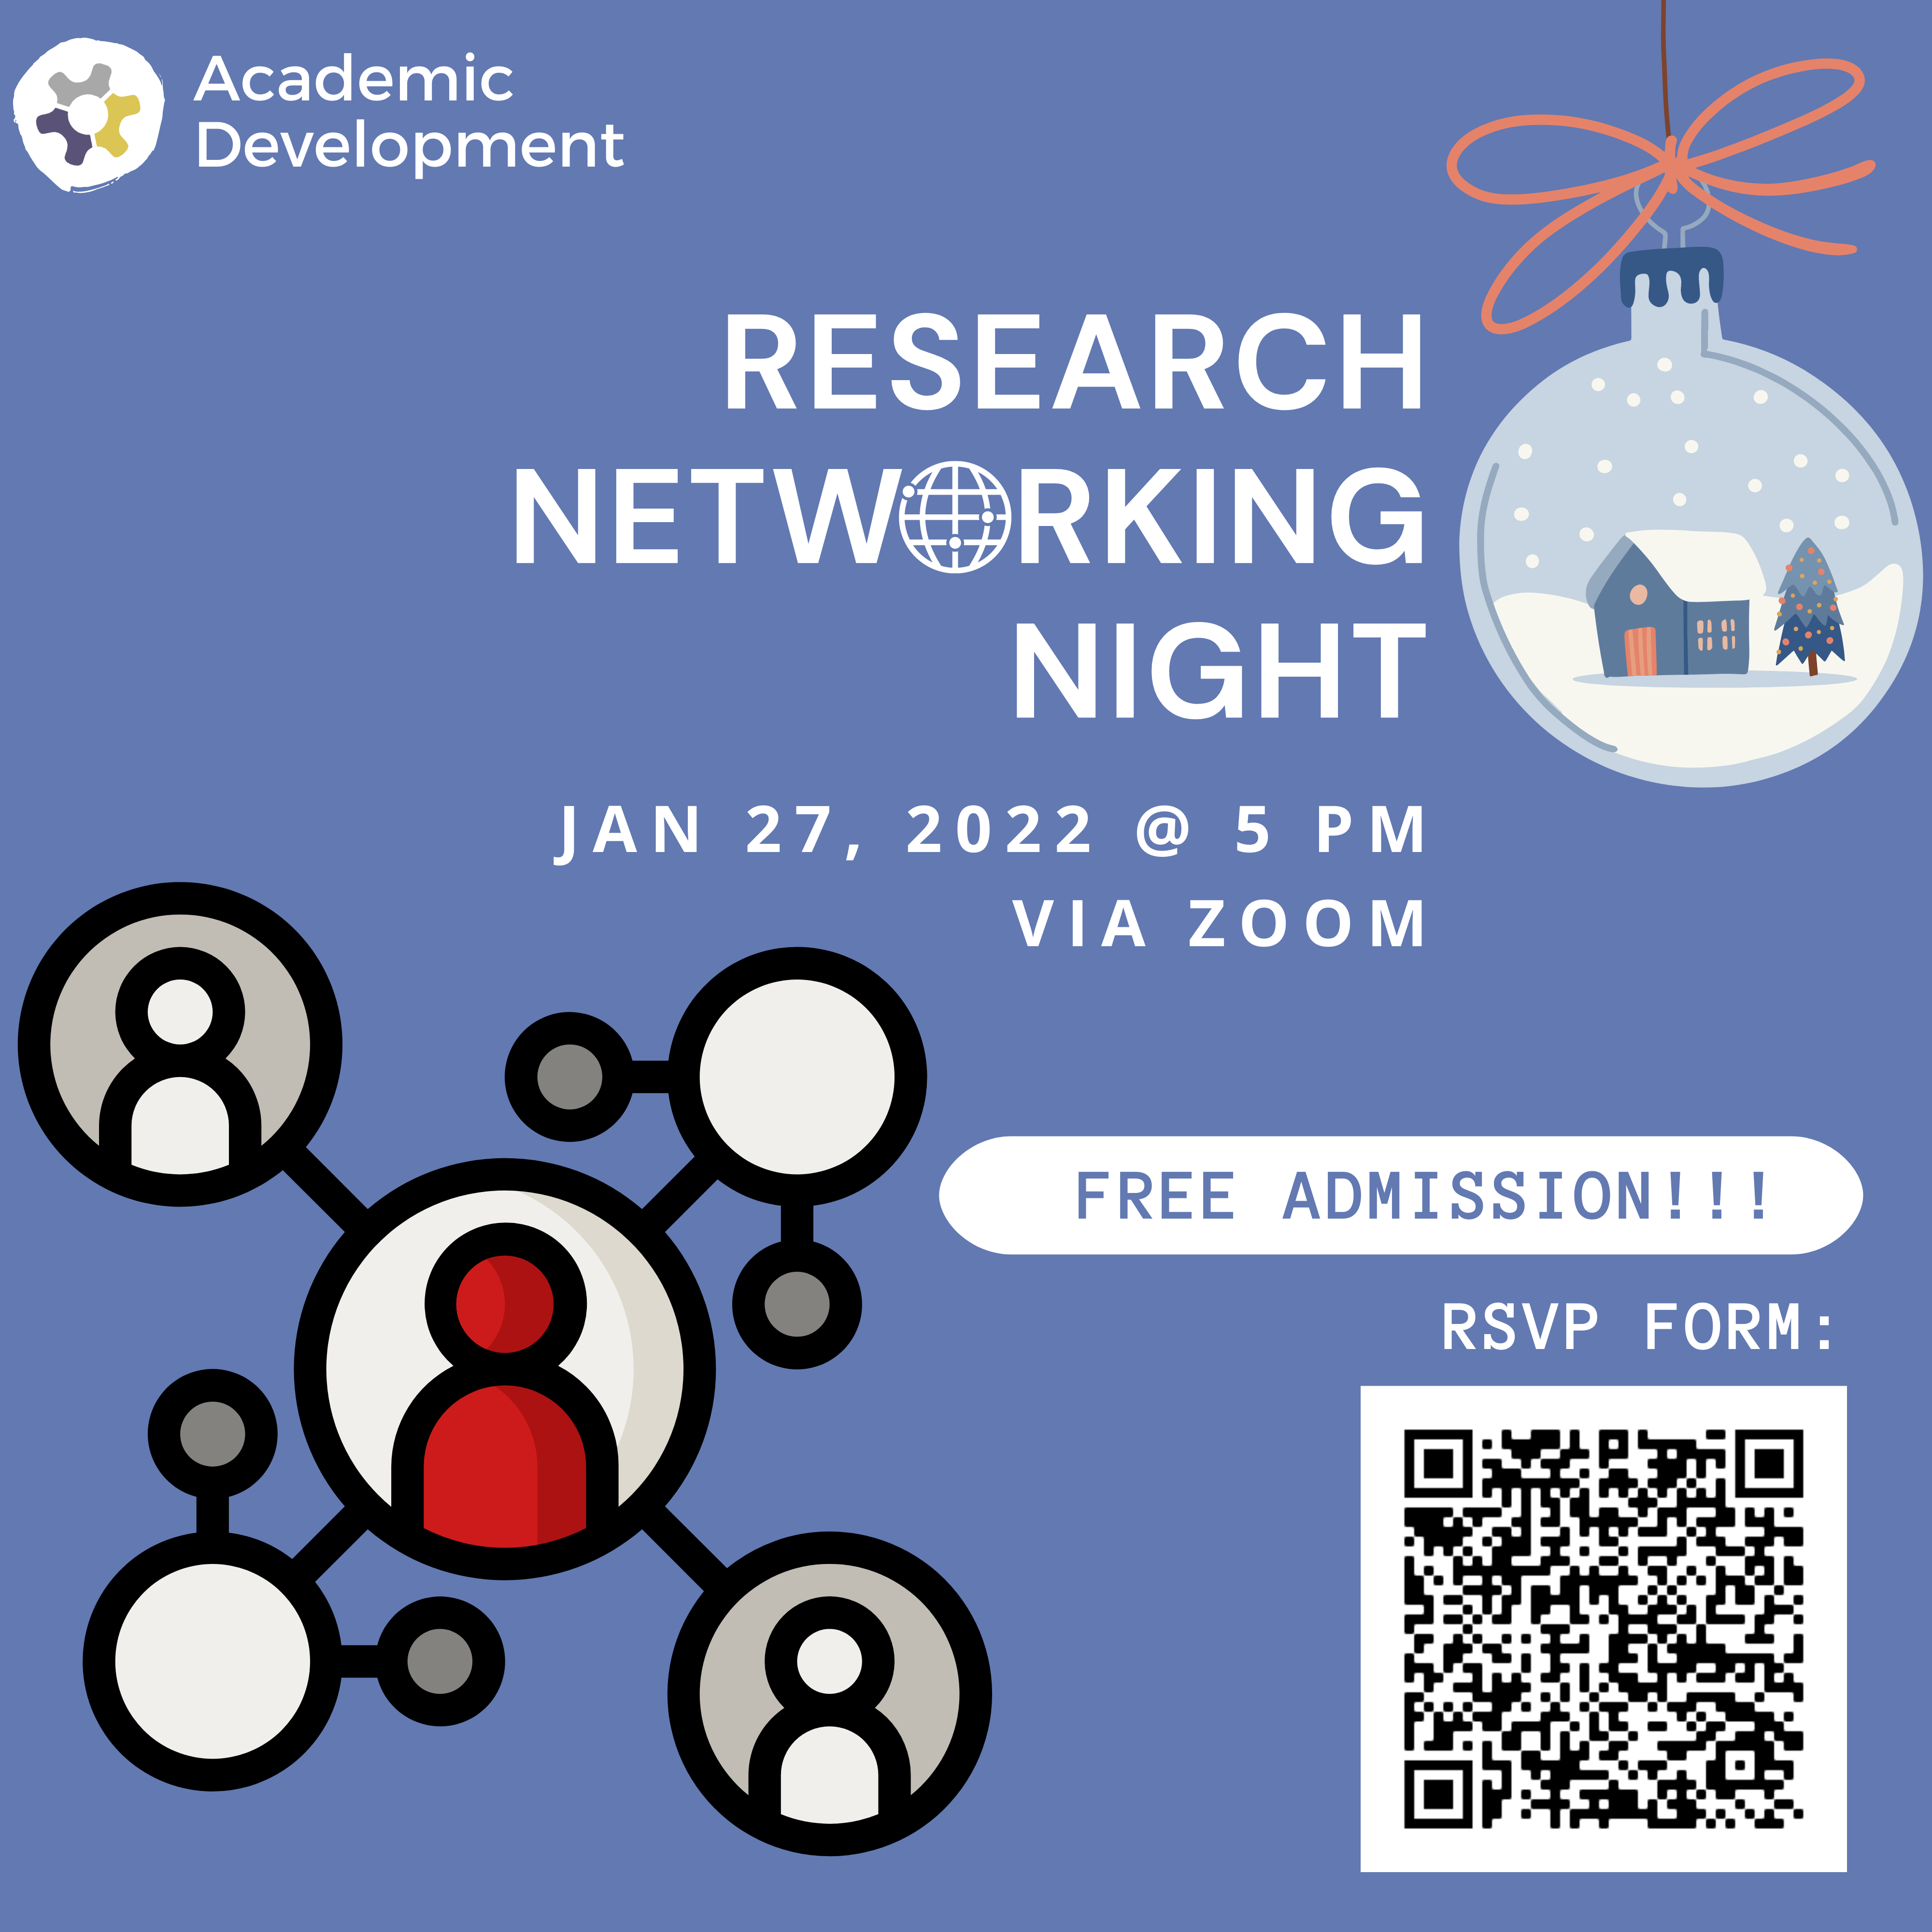 Academic
Development
RESEARCH
NETWORKING
NIGHT
JAN 27, 2022 @ 5 PM
VIA ZOOM
FREE ADMISSION!!!
RSVP FORM: